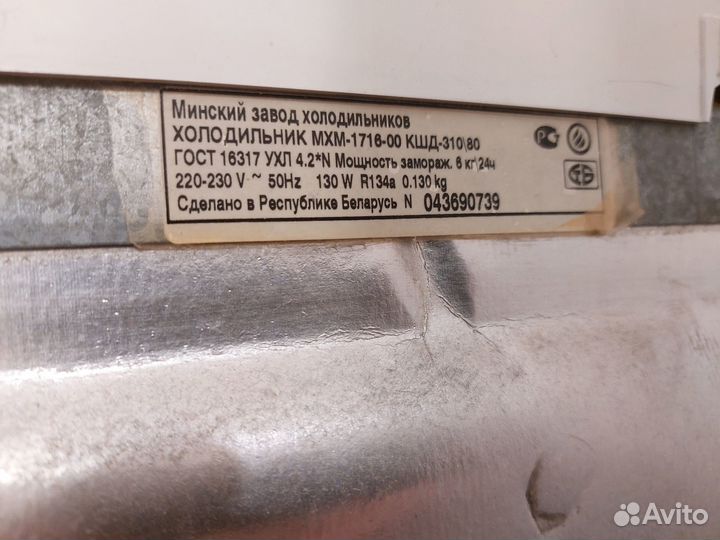 Минский завод холодильников
ХОЛОДИЛЬНИК МХМ-1716-00 КШД-310\80
ГОСТ 16317 УХЛ 4.2*N Мощность замораж. 6 кг\24ч
220-230 V ~ 50Hz 130 W R134a 0.130 kg
Сделано в Республике Беларусь N 043690739
Avito